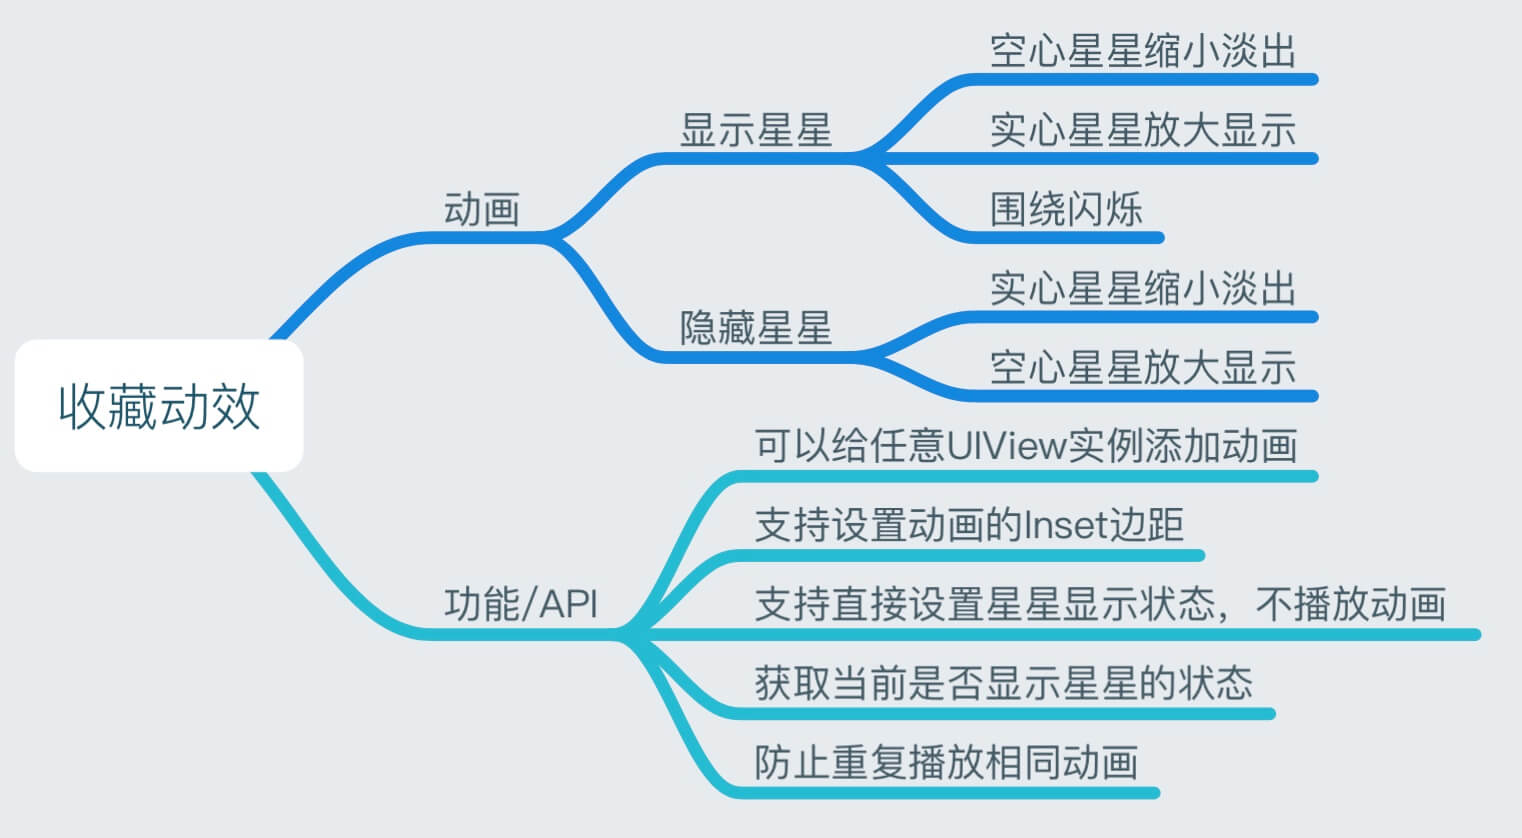 收藏动效
动画
显示星星
空心星星缩小淡出
实心星星放大显示
围绕闪烁
隐藏星星
实心星星缩小淡出
空心星星放大显示
功能/API
可以给任意UIView实例添加动画
支持设置动画的Inset边距
支持直接设置星星显示状态，不播放动画
获取当前是否显示星星的状态
防止重复播放相同动画